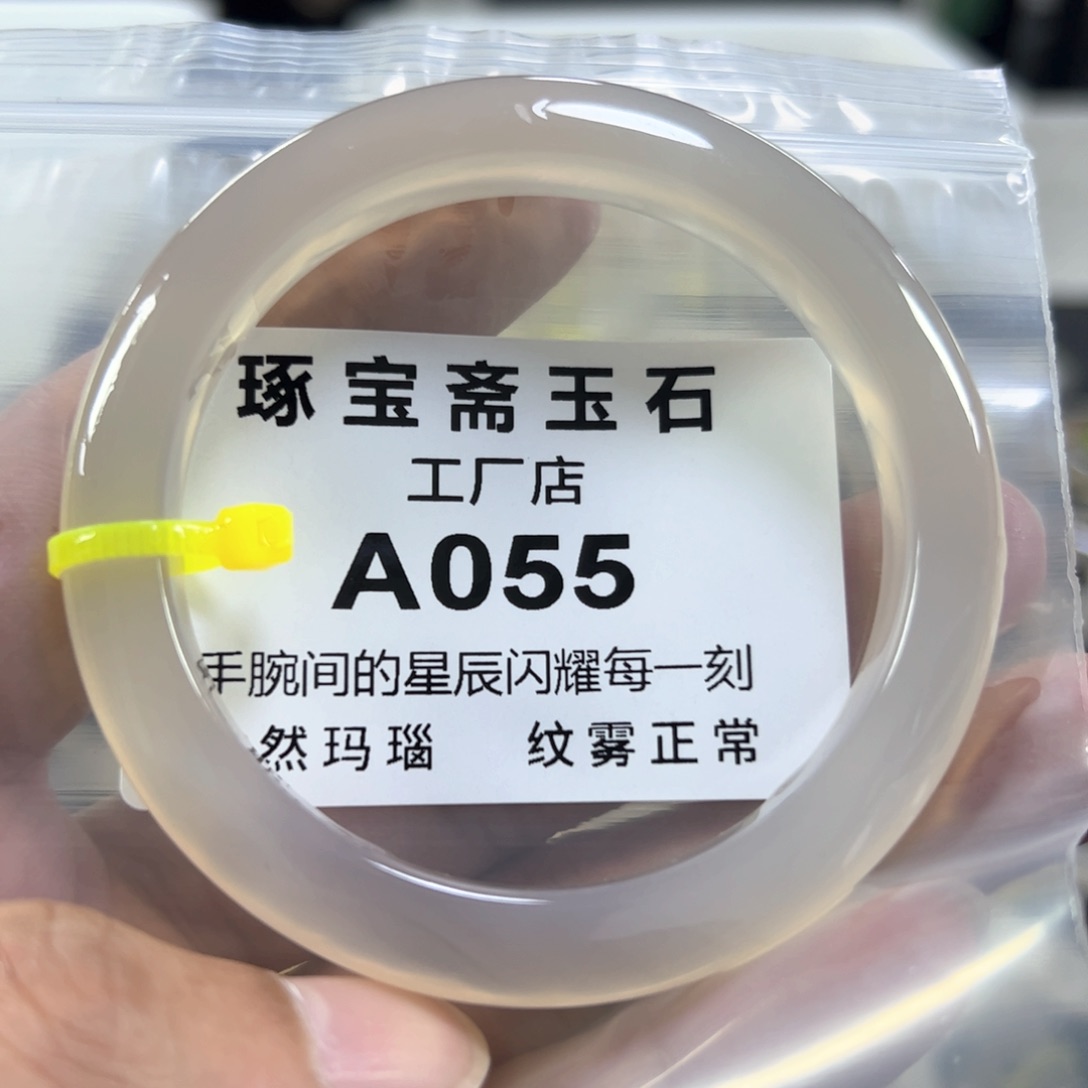 琢宝斋玉石
工厂店
A055
手腕间的星辰闪耀每一刻
然玛瑙 纹雾正常